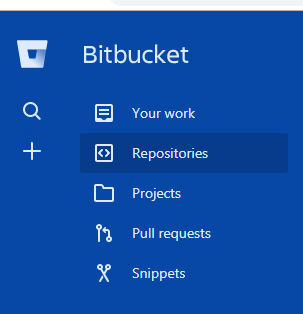 Bitbucket
Your work
Repositories
Projects
Pull requests
Snippets